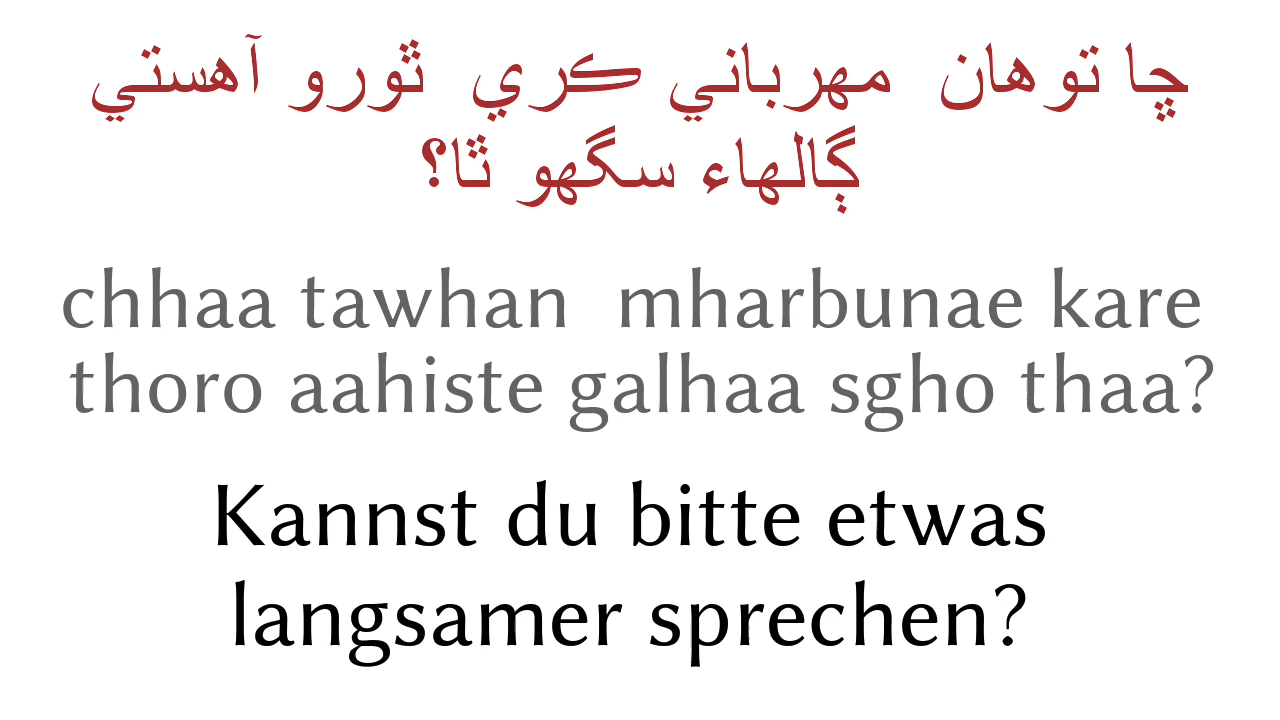 ڇا توهان  مهرباني ڪري  ٿورو آهستي
ڳالهاء سگهو ٿا؟
chhaa tawhan  mharbunae kare
thoro aahiste galhaa sgho thaa?
Kannst du bitte etwas
langsamer sprechen?